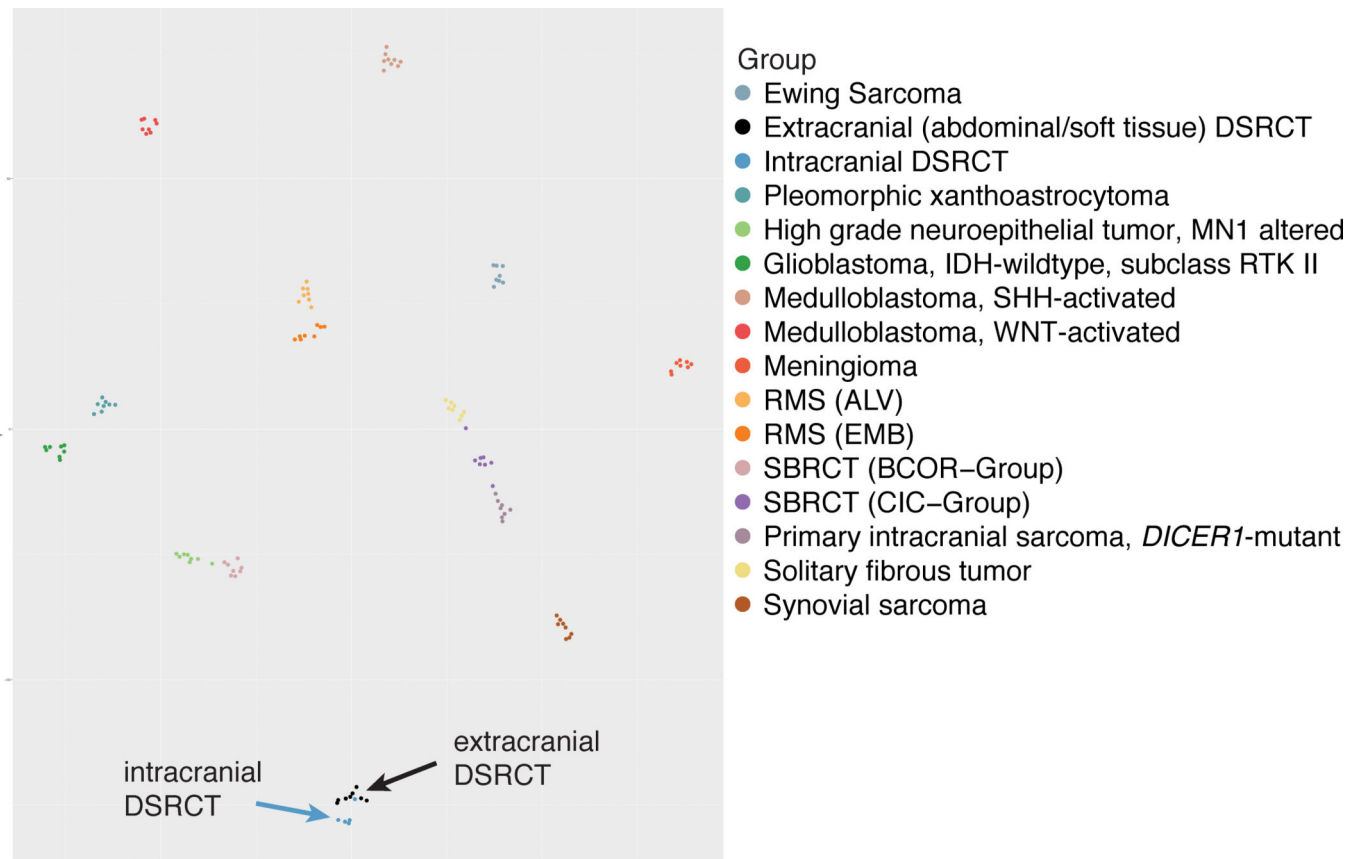 Group
Ewing Sarcoma
Extracranial (abdominal/soft tissue) DSRCT
Intracranial DSRCT
Pleomorphic xanthoastrocytoma
High grade neuroepithelial tumor, MN1 altered
Glioblastoma, IDH-wildtype, subclass RTK II
Medulloblastoma, SHH-activated
Medulloblastoma, WNT-activated
Meningioma
RMS (ALV)
RMS (EMB)
SBRCT (BCOR−Group)
SBRCT (CIC−Group)
Primary intracranial sarcoma, DICER1-mutant
Solitary fibrous tumor
Synovial sarcoma
extracranial
DSRCT
intracranial
DSRCT